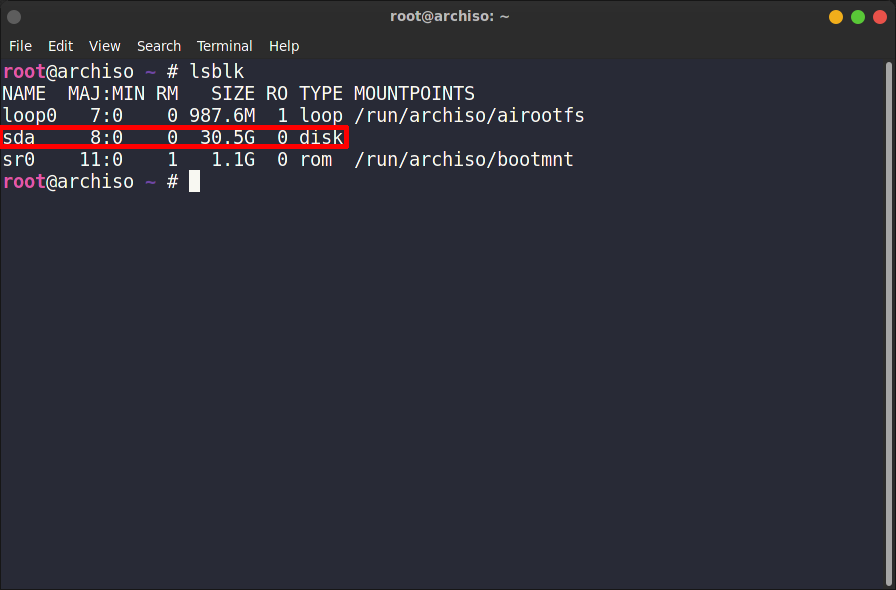 root@archiso: ~
File Edit View Search Terminal Help
root@archiso ~ # lsblk
NAME  MAJ:MIN RM   SIZE RO TYPE MOUNTPOINTS
loop0   7:0    0 987.6M  1 loop /run/archiso/airootfs
sda     8:0    0  30.5G  0 disk
sr0    11:0    1   1.1G  0 rom  /run/archiso/bootmnt
root@archiso ~ #